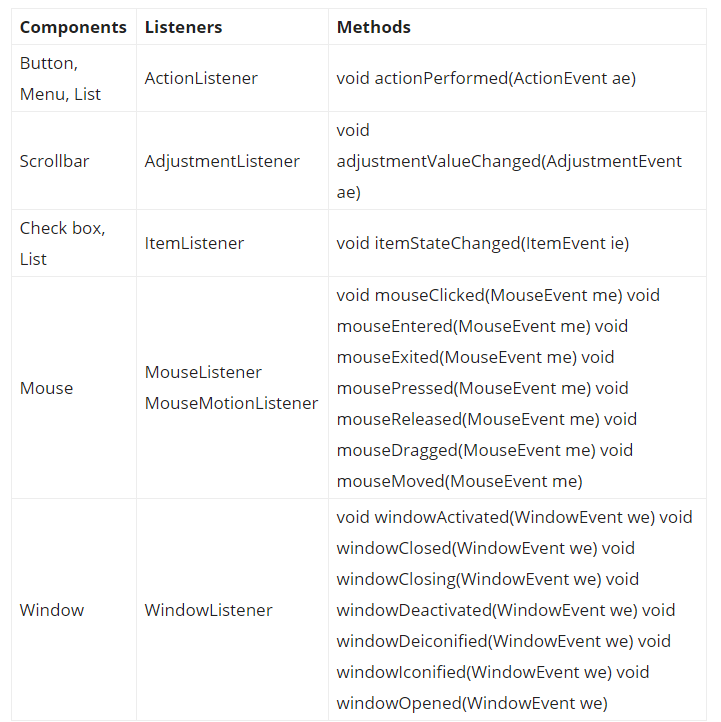 Components Listeners Methods
Button,
Menu, List
ActionListener
void actionPerformed(ActionEvent ae)
Scrollbar
AdjustmentListener
void
adjustmentValueChanged(AdjustmentEvent
ae)
Check box,
List
ItemListener
void itemStateChanged(ItemEvent ie)
Mouse
MouseListener
MouseMotionListener
void mouseClicked(MouseEvent me) void
mouseEntered(MouseEvent me) void
mouseExited(MouseEvent me) void
mousePressed(MouseEvent me) void
mouseReleased(MouseEvent me) void
mouseDragged(MouseEvent me) void
mouseMoved(MouseEvent me)
Window
WindowListener
void windowActivated(WindowEvent we) void
windowClosed(WindowEvent we) void
windowClosing(WindowEvent we) void
windowDeactivated(WindowEvent we) void
windowDeiconified(WindowEvent we) void
windowIconified(WindowEvent we) void
windowOpened(WindowEvent we)